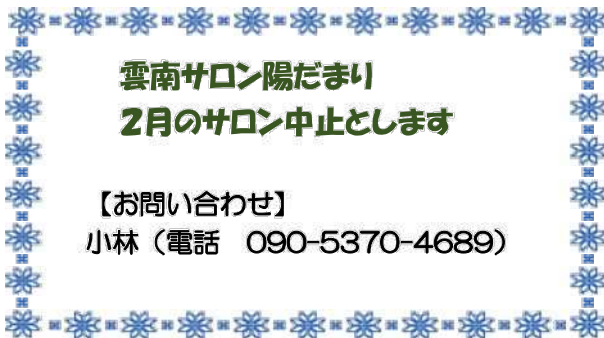 雲南サロン陽だまり
２月のサロン中止とします
【お問い合わせ】
小林（電話　090-5370-4689）